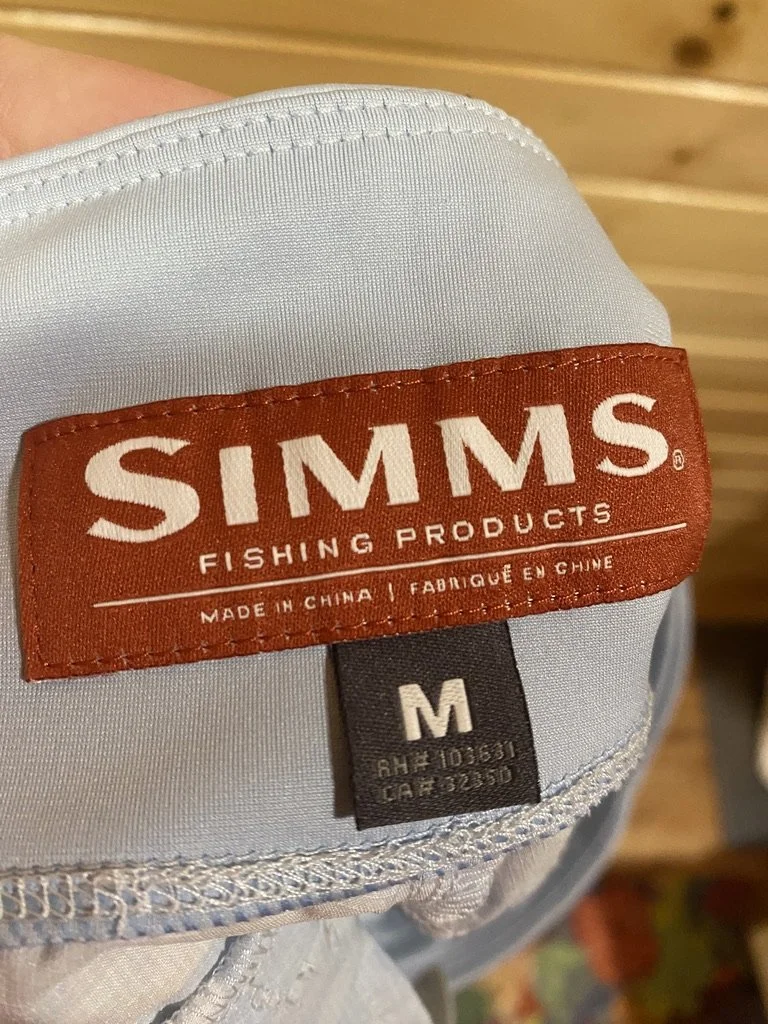 SIMMS®
FISHING PRODUCTS
MADE IN CHINA | FABRIQUÉ EN CHINE
M
RN# 103631
CA# 32350